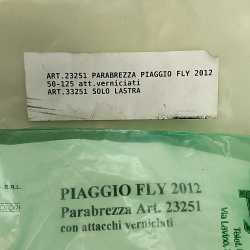 ART.23251 PARABREZZA PIAGGIO FLY 2012
50-125 att.verniciati
ART.33251 SOLO LASTRA
PIAGGIO FLY 2012
Parabrezza Art. 23251
con attacchi verniciati